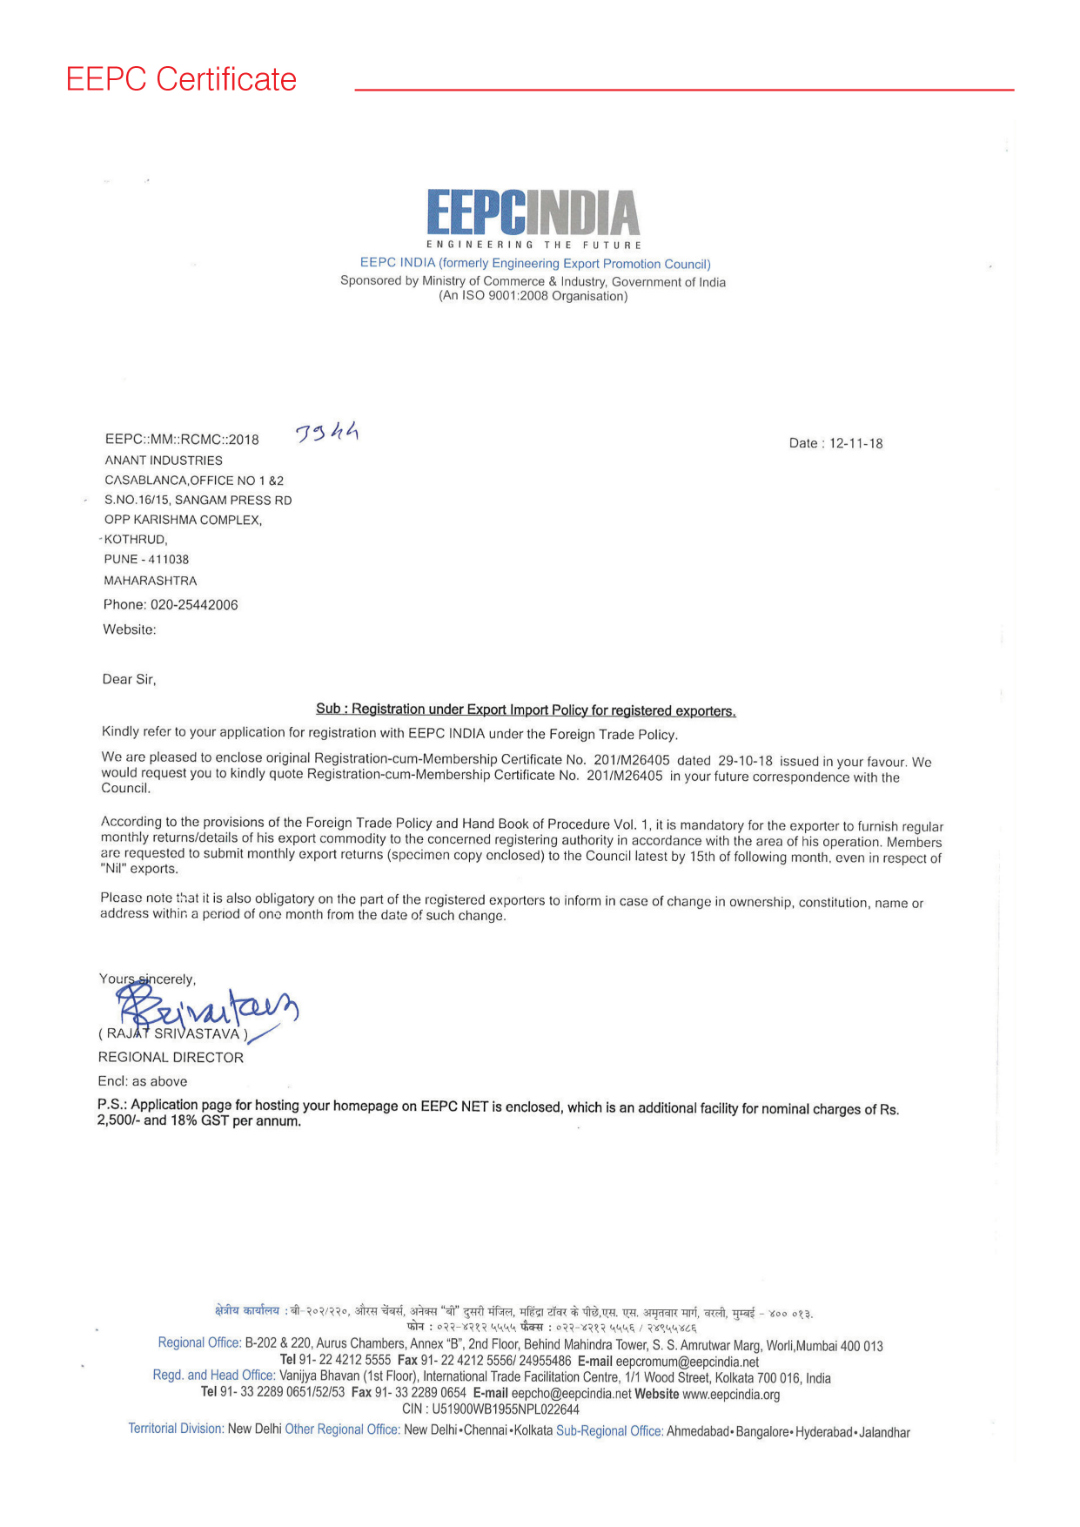 EEPC Certificate
EEPCINDIA
ENGINEERING THE FUTURE
EEPC INDIA (formerly Engineering Export Promotion Council)
Sponsored by Ministry of Commerce & Industry, Government of India
(An ISO 9001:2008 Organisation)
EEPC::MM::RCMC::2018 3944
Date : 12-11-18
ANANT INDUSTRIES
CASABLANCA,OFFICE NO 1 &2
S.NO.16/15, SANGAM PRESS RD
OPP KARISHMA COMPLEX,
KOTHRUD,
PUNE - 411038
MAHARASHTRA
Phone: 020-25442006
Website:
Dear Sir,
Sub : Registration under Export Import Policy for registered exporters.
Kindly refer to your application for registration with EEPC INDIA under the Foreign Trade Policy.
We are pleased to enclose original Registration-cum-Membership Certificate No. 201/M26405 dated 29-10-18 issued in your favour. We
would request you to kindly quote Registration-cum-Membership Certificate No. 201/M26405 in your future correspondence with the
Council.
According to the provisions of the Foreign Trade Policy and Hand Book of Procedure Vol. 1, it is mandatory for the exporter to furnish regular
monthly returns/details of his export commodity to the concerned registering authority in accordance with the area of his operation. Members
are requested to submit monthly export returns (specimen copy enclosed) to the Council latest by 15th of following month, even in respect of
"Nil" exports.
Please note that it is also obligatory on the part of the registered exporters to inform in case of change in ownership, constitution, name or
address within a period of one month from the date of such change.
Yours sincerely,
( RAJAT SRIVASTAVA )
REGIONAL DIRECTOR
Encl: as above
P.S.: Application page for hosting your homepage on EEPC NET is enclosed, which is an additional facility for nominal charges of Rs.
2,500/- and 18% GST per annum.
क्षेत्रीय कार्यालय : बी-२०२/२२०, औरस चेंबर्स, अनेक्स "बी" दुसरी मंजिल, महिंद्रा टॉवर के पीछे,एस. एस. अमृतवार मार्ग, वरली, मुम्बई - ४०० ०१३.
फोन : ०२२-४२१२ ५५५५ फैक्स : ०२२-४२१२ ५५५६ / २४९५५४८६
Regional Office: B-202 & 220, Aurus Chambers, Annex "B", 2nd Floor, Behind Mahindra Tower, S. S. Amrutwar Marg, Worli,Mumbai 400 013
Tel 91- 22 4212 5555 Fax 91- 22 4212 5556/ 24955486 E-mail eepcromum@eepcindia.net
Regd. and Head Office: Vanijya Bhavan (1st Floor), International Trade Facilitation Centre, 1/1 Wood Street, Kolkata 700 016, India
Tel 91- 33 2289 0651/52/53 Fax 91- 33 2289 0654 E-mail eepcho@eepcindia.net Website www.eepcindia.org
CIN : U51900WB1955NPL022644
Territorial Division: New Delhi Other Regional Office: New Delhi•Chennai•Kolkata Sub-Regional Office: Ahmedabad•Bangalore•Hyderabad•Jalandhar